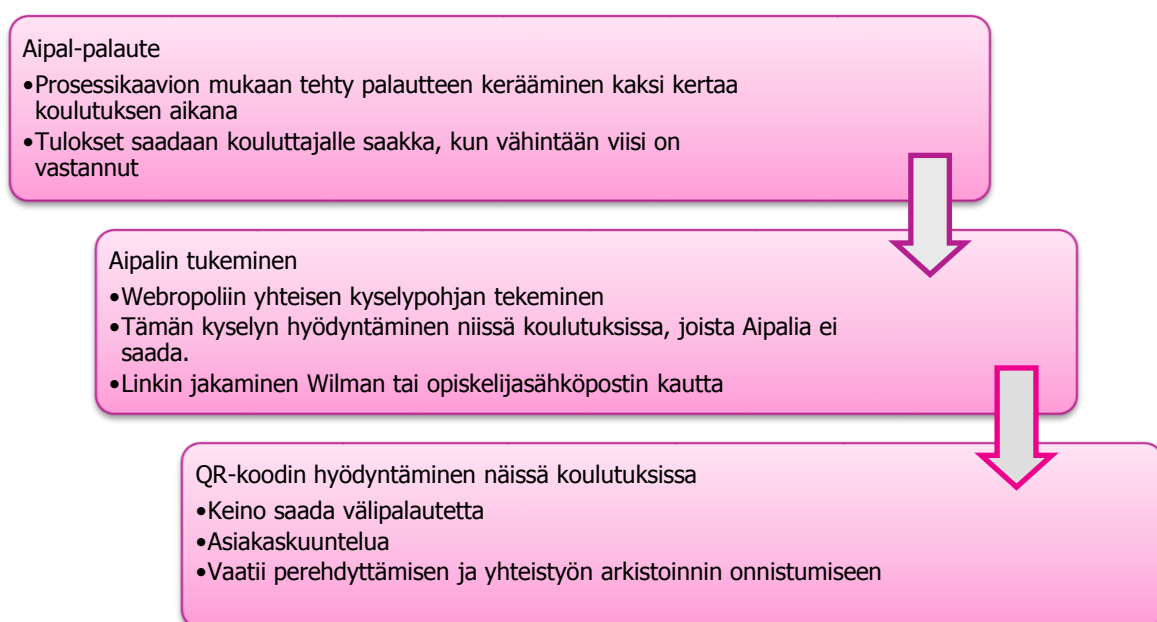 Aipal-palaute
•Prosessikaavion mukaan tehty palautteen kerääminen kaksi kertaa
koulutuksen aikana
•Tulokset saadaan kouluttajalle saakka, kun vähintään viisi on
vastannut
Aipalin tukeminen
•Webropoliin yhteisen kyselypohjan tekeminen
•Tämän kyselyn hyödyntäminen niissä koulutuksissa, joista Aipalia ei
saada.
•Linkin jakaminen Wilman tai opiskelijasähköpostin kautta
QR-koodin hyödyntäminen näissä koulutuksissa
•Keino saada välipalautetta
•Asiakaskuuntelua
•Vaatii perehdyttämisen ja yhteistyön arkistoinnin onnistumiseen